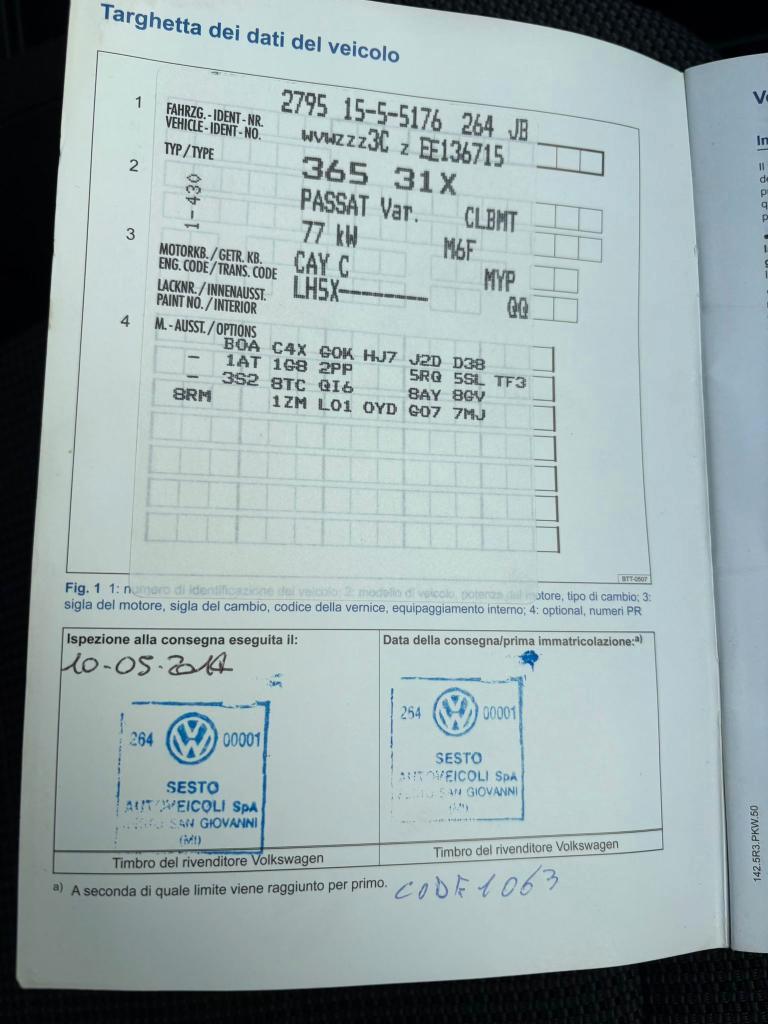 Targhetta dei dati del veicolo
1
FAHRZG.-IDENT-NR.
VEHICLE-IDENT-NO.
2795 15-5-5176 264 JB
WVWZZZ3C Z EE136715
2
TYP/TYPE
365 31X
1-430
PASSAT Var. CLBMT
3
77 kW M6F
MOTORKB./GETR. KB.
ENG. CODE/TRANS. CODE
CAY C MYP
LACKNR./INNENAUSST.
PAINT NO./INTERIOR
LH5X---------- QQ
4
M.-AUSST./OPTIONS
B0A C4X G0K HJ7 J2D D38
- 1AT 1G8 2PP 5RQ 5SL TF3
- 3S2 8TC QI6 8AY 8GV
8RM 1ZM L01 0YD G07 7MJ
BTT-0507
Fig. 1 1: numero di identificazione del veicolo; 2: modello di veicolo, potenza del motore, tipo di cambio; 3:
sigla del motore, sigla del cambio, codice della vernice, equipaggiamento interno; 4: optional, numeri PR
Ispezione alla consegna eseguita il:
10-05-2014
264 00001
SESTO
AUTOVEICOLI SpA
SAN GIOVANNI
(MI)
Timbro del rivenditore Volkswagen
Data della consegna/prima immatricolazione:a)
264 00001
SESTO
AUTOVEICOLI SpA
SAN GIOVANNI
(MI)
Timbro del rivenditore Volkswagen
a) A seconda di quale limite viene raggiunto per primo.
CODE 1063
142.5R3.PKW.50